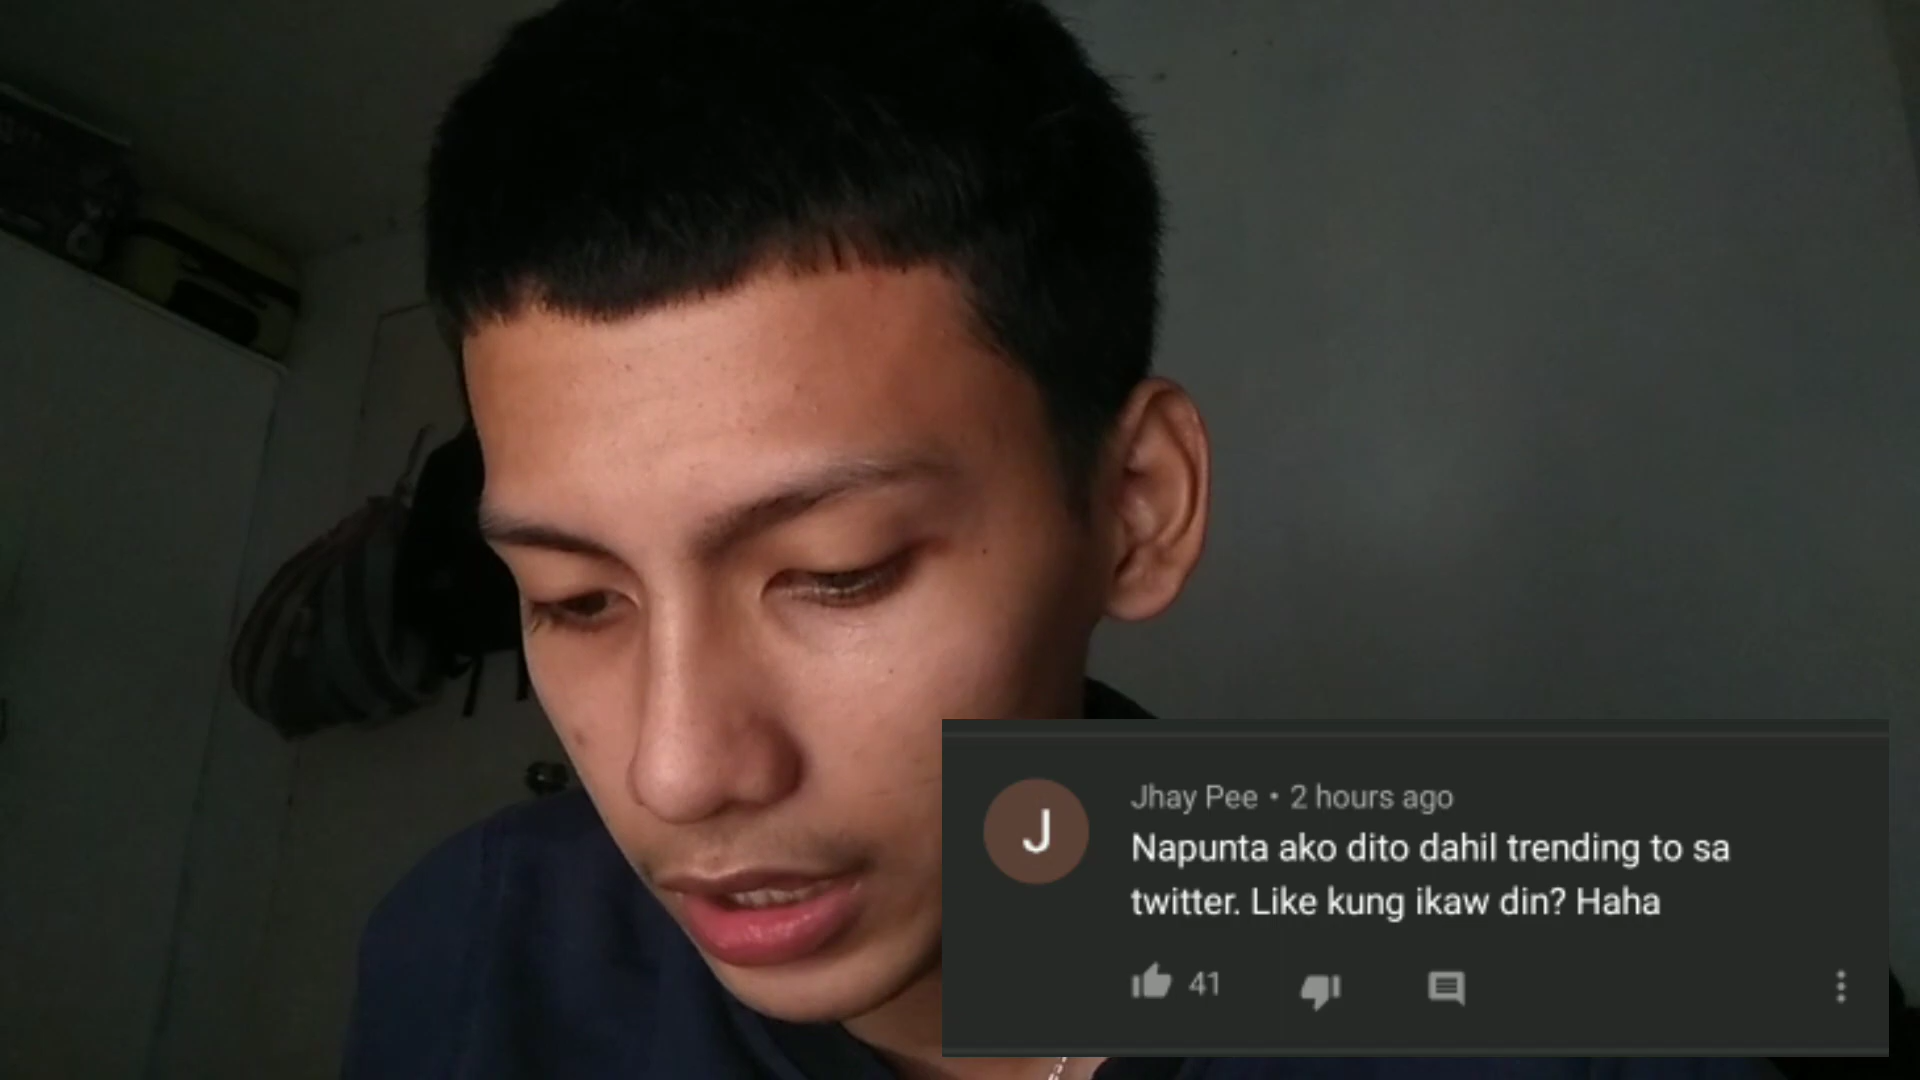 J
Jhay Pee • 2 hours ago
Napunta ako dito dahil trending to sa
twitter. Like kung ikaw din? Haha
41